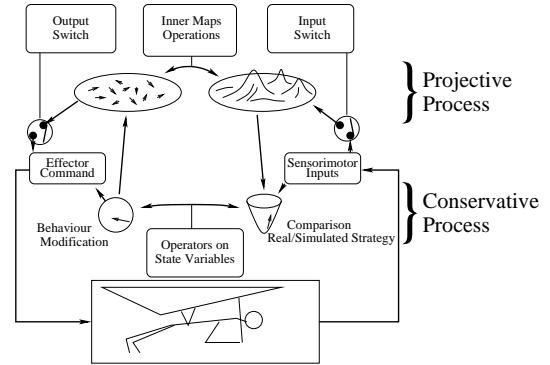 Output
Switch
Inner Maps
Operations
Input
Switch
Projective
Process
Effector
Command
Sensorimotor
Inputs
Conservative
Process
Behaviour
Modification
Operators on
State Variables
Comparison
Real/Simulated Strategy